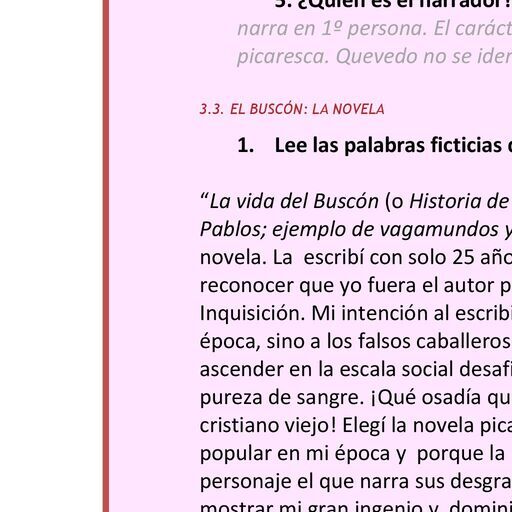 5. ¿Quién es el narrador?
narra en 1º persona. El caráct
picaresca. Quevedo no se iden
3.3. EL BUSCÓN: LA NOVELA
1. Lee las palabras ficticias
“La vida del Buscón (o Historia de
Pablos; ejemplo de vagamundos y
novela. La escribí con solo 25 año
reconocer que yo fuera el autor p
Inquisición. Mi intención al escribi
época, sino a los falsos caballeros
ascender en la escala social desafi
pureza de sangre. ¡Qué osadía qu
cristiano viejo! Elegí la novela pica
popular en mi época y porque la
personaje el que narra sus desgra
mostrar mi gran ingenio y domini